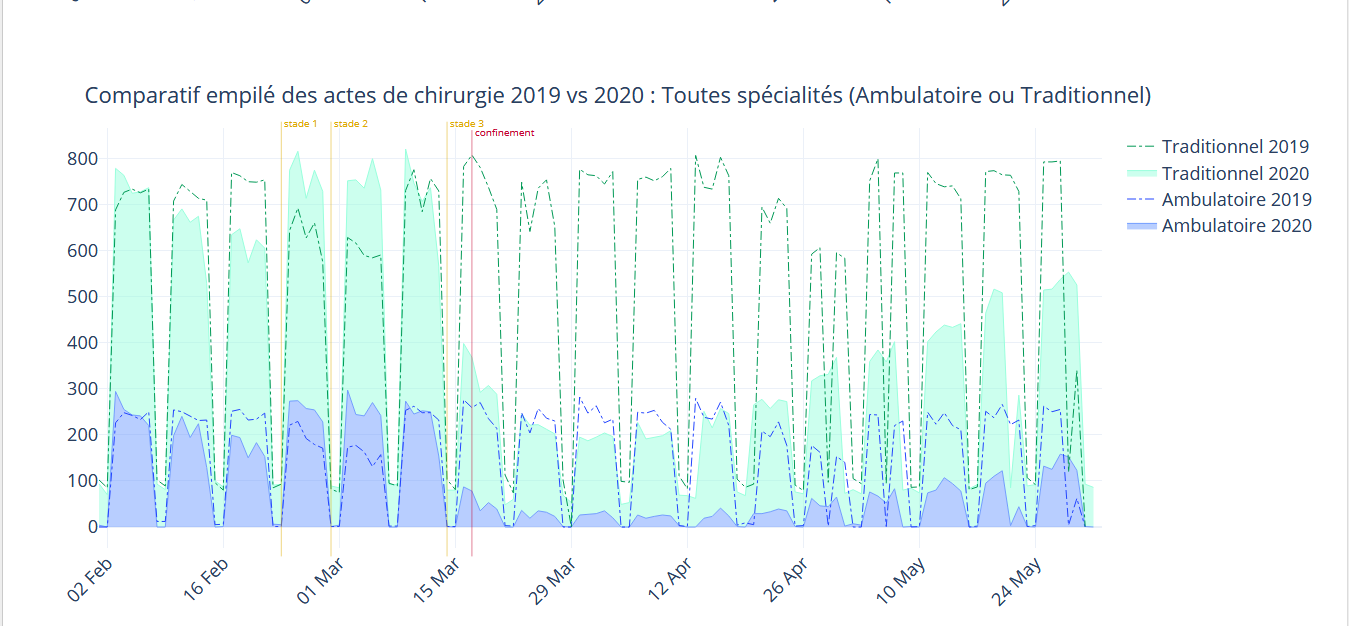 Comparatif empilé des actes de chirurgie 2019 vs 2020 : Toutes spécialités (Ambulatoire ou Traditionnel)
stade 1
stade 2
stade 3
confinement
Traditionnel 2019
Traditionnel 2020
Ambulatoire 2019
Ambulatoire 2020
800
700
600
500
400
300
200
100
0
02 Feb
16 Feb
01 Mar
15 Mar
29 Mar
12 Apr
26 Apr
10 May
24 May